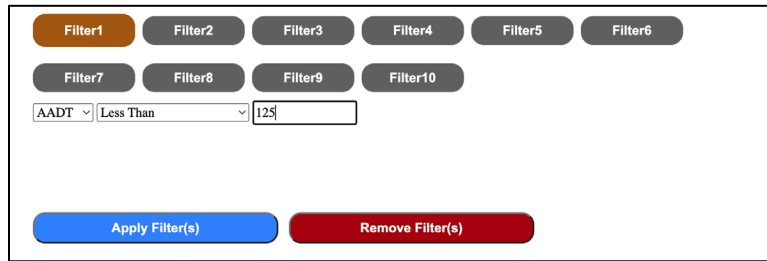 Filter1 Filter2 Filter3 Filter4 Filter5 Filter6
Filter7 Filter8 Filter9 Filter10
AADT Less Than 125
Apply Filter(s) Remove Filter(s)